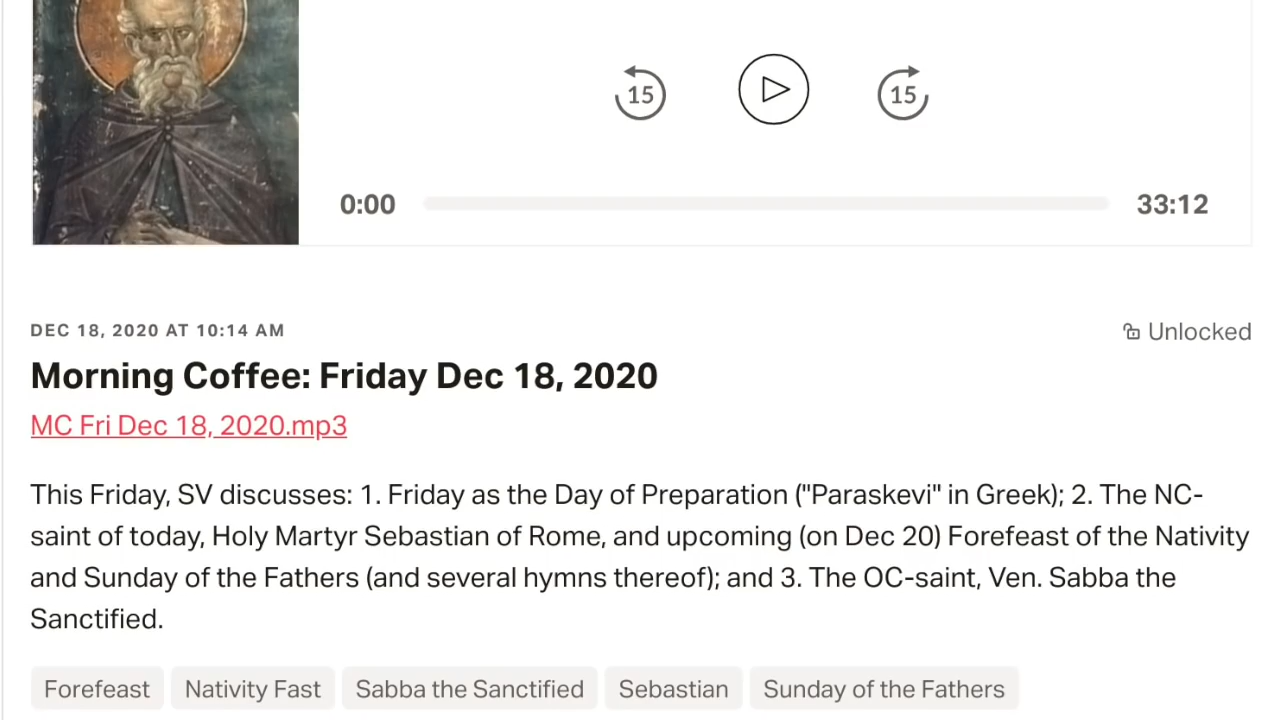 15 15
0:00 33:12
DEC 18, 2020 AT 10:14 AM
Unlocked
Morning Coffee: Friday Dec 18, 2020
MC Fri Dec 18, 2020.mp3
This Friday, SV discusses: 1. Friday as the Day of Preparation ("Paraskevi" in Greek); 2. The NC-
saint of today, Holy Martyr Sebastian of Rome, and upcoming (on Dec 20) Forefeast of the Nativity
and Sunday of the Fathers (and several hymns thereof); and 3. The OC-saint, Ven. Sabba the
Sanctified.
Forefeast Nativity Fast Sabba the Sanctified Sebastian Sunday of the Fathers